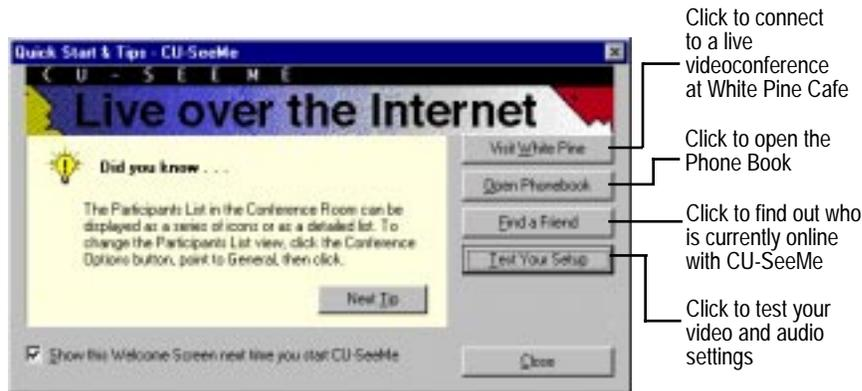 Quick Start & Tips - CU-SeeMe
CU-SEEME
Live over the Internet
Did you know . . .
The Participants List in the Conference Room can be
displayed as a series of icons or as a detailed list. To
change the Participants List view, click the Conference
Options button, point to General, then click.
Next Tip
Show this Welcome Screen next time you start CU-SeeMe
Visit White Pine
Open Phonebook
Find a Friend
Test Your Setup
Close
Click to connect
to a live
videoconference
at White Pine Cafe
Click to open the
Phone Book
Click to find out who
is currently online
with CU-SeeMe
Click to test your
video and audio
settings